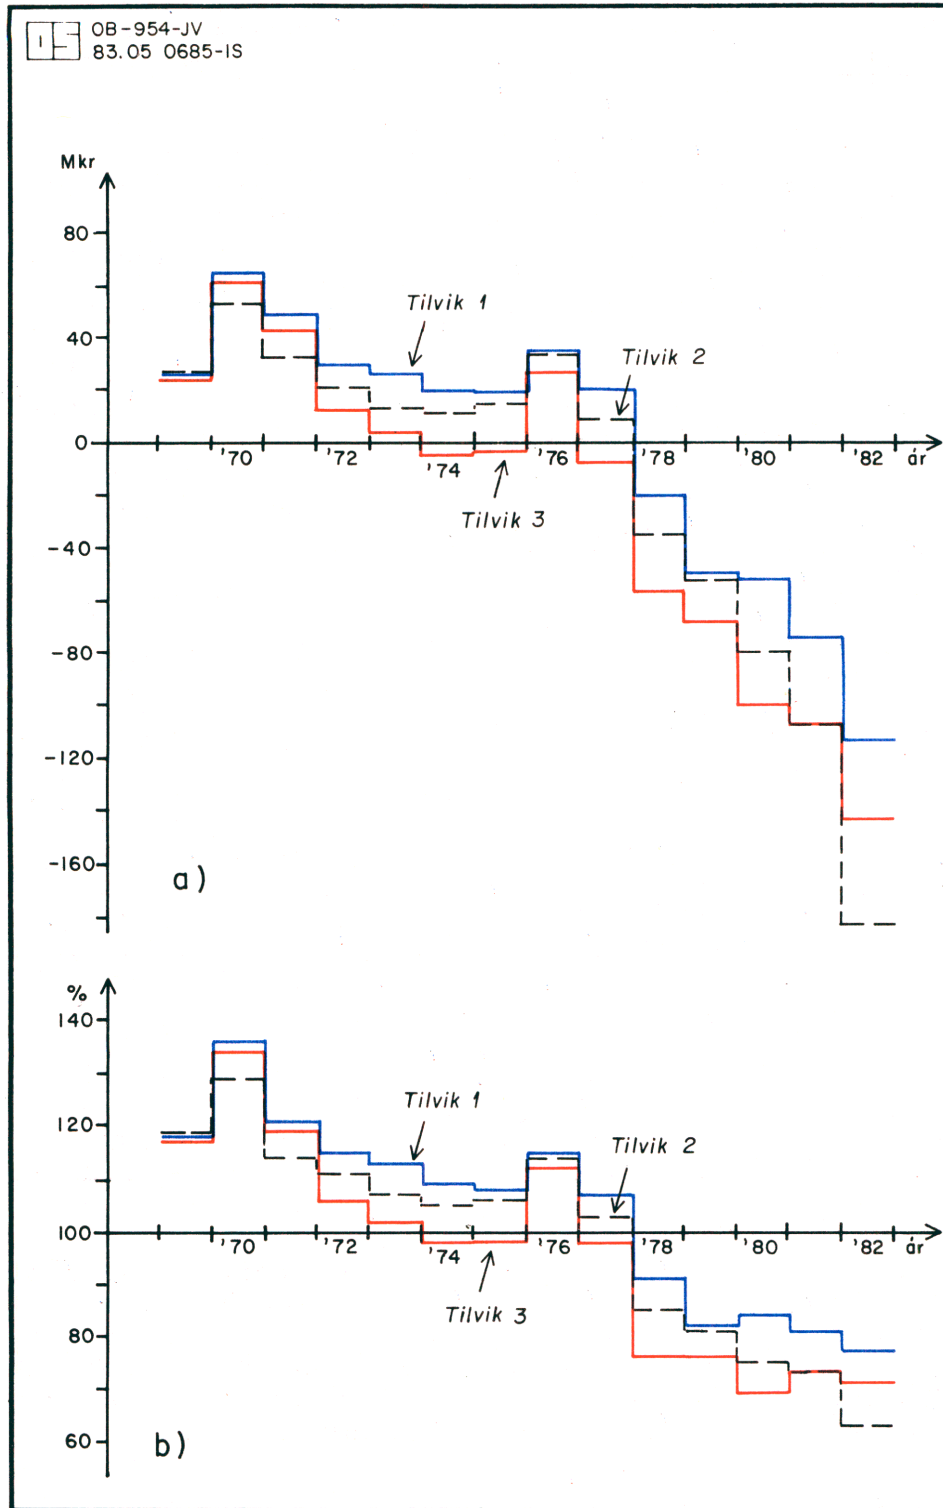 OS OB-954-JV
83.05 0685-IS
Mkr
80
40
0
-40
-80
-120
-160
Tilvik 1
Tilvik 2
Tilvik 3
'70 '72 '74 '76 '78 '80 '82 ár
a)
%
140
120
100
80
60
Tilvik 1
Tilvik 2
Tilvik 3
'70 '72 '74 '76 '78 '80 '82 ár
b)